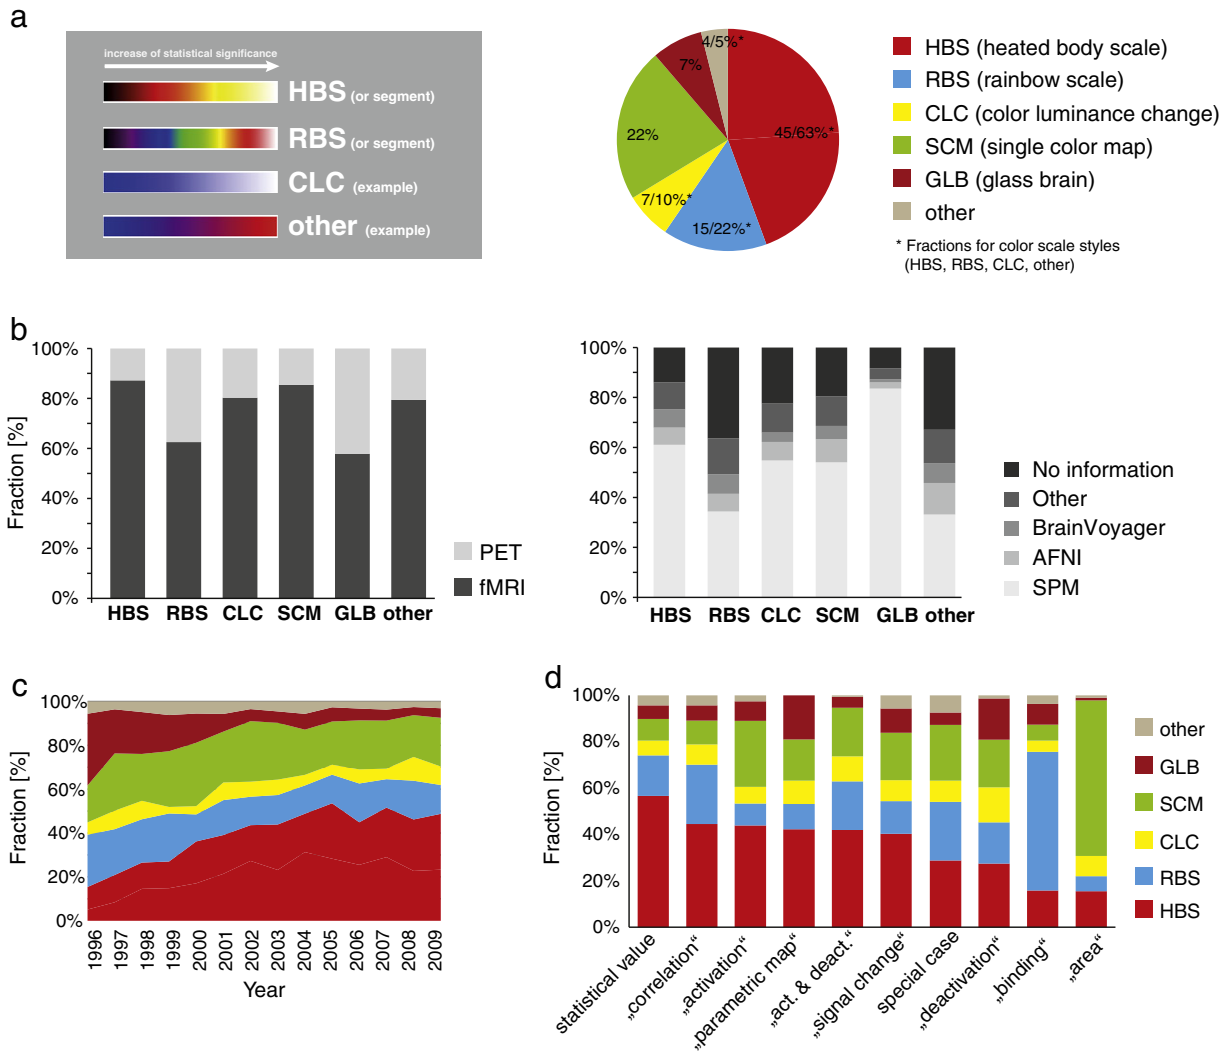 a
increase of statistical significance
HBS (or segment)
RBS (or segment)
CLC (example)
other (example)
4/5%*
7%
45/63%*
22%
7/10%*
15/22%*
HBS (heated body scale)
RBS (rainbow scale)
CLC (color luminance change)
SCM (single color map)
GLB (glass brain)
other
* Fractions for color scale styles
(HBS, RBS, CLC, other)
b
Fraction [%]
100%
80%
60%
40%
20%
0%
HBS RBS CLC SCM GLB other
PET
fMRI
100%
80%
60%
40%
20%
0%
HBS RBS CLC SCM GLB other
No information
Other
BrainVoyager
AFNI
SPM
c
Fraction [%]
100%
80%
60%
40%
20%
0%
1996 1997 1998 1999 2000 2001 2002 2003 2004 2005 2006 2007 2008 2009
Year
d
Fraction [%]
100%
80%
60%
40%
20%
0%
statistical value
„correlation“
„activation“
„parametric map“
„act. & deact.“
„signal change“
special case
„deactivation“
„binding“
„area“
other
GLB
SCM
CLC
RBS
HBS